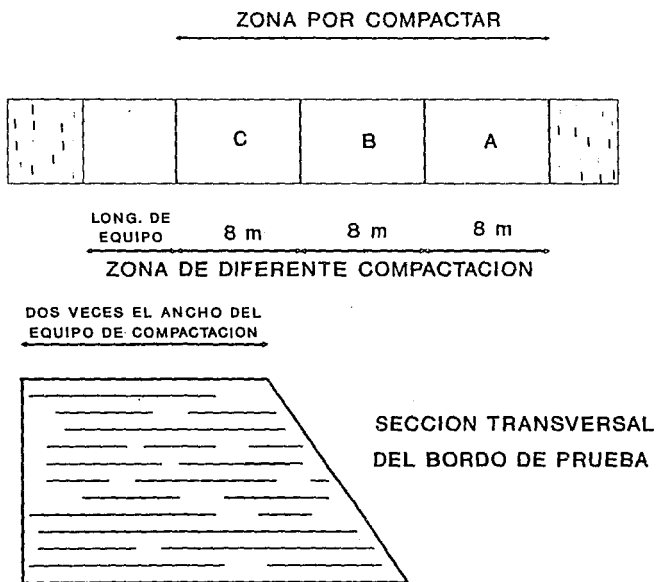 ZONA POR COMPACTAR
C B A
LONG. DE
EQUIPO 8 m 8 m 8 m
ZONA DE DIFERENTE COMPACTACION
DOS VECES EL ANCHO DEL
EQUIPO DE COMPACTACION
SECCION TRANSVERSAL
DEL BORDO DE PRUEBA